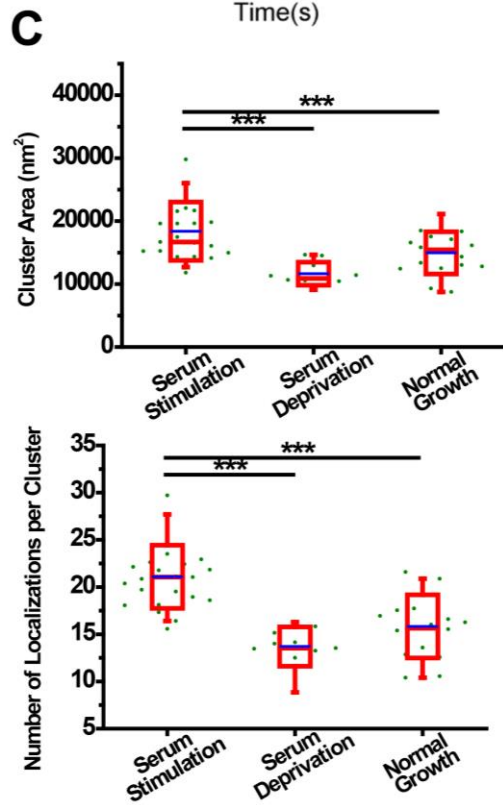 Time(s)
C
Cluster Area (nm²)
40000
30000
20000
10000
0
***
***
Serum
Stimulation
Serum
Deprivation
Normal
Growth
Number of Localizations per Cluster
35
30
25
20
15
10
5
***
***
Serum
Stimulation
Serum
Deprivation
Normal
Growth